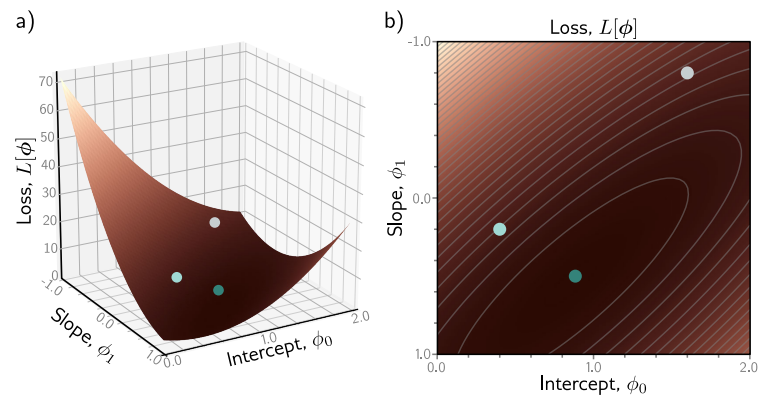 a)
70
60
50
40
30
20
10
0
Loss, L[ϕ]
-1.0
0.0
1.0
Slope, ϕ₁
0.0
1.0
2.0
Intercept, ϕ₀
b)
Loss, L[ϕ]
-1.0
0.0
1.0
Slope, ϕ₁
0.0
1.0
2.0
Intercept, ϕ₀